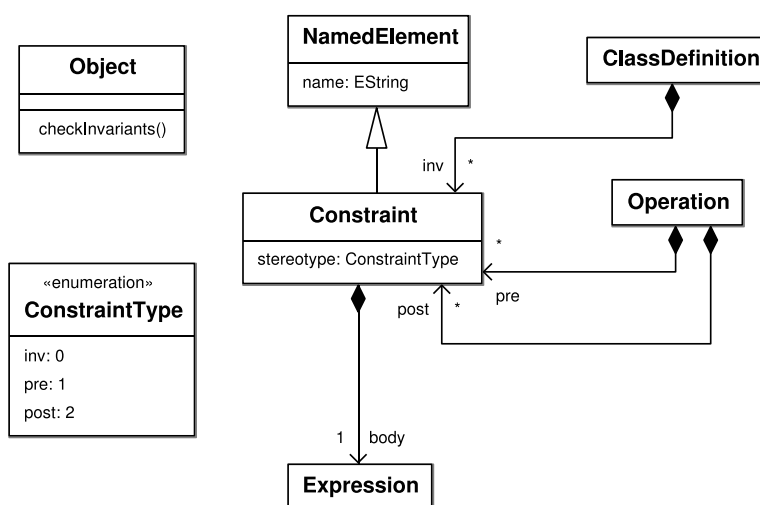 NamedElement
name: EString
Object
checkInvariants()
ClassDefinition
inv *
Constraint
stereotype: ConstraintType
Operation
*
pre
post *
«enumeration»
ConstraintType
inv: 0
pre: 1
post: 2
1 body
Expression